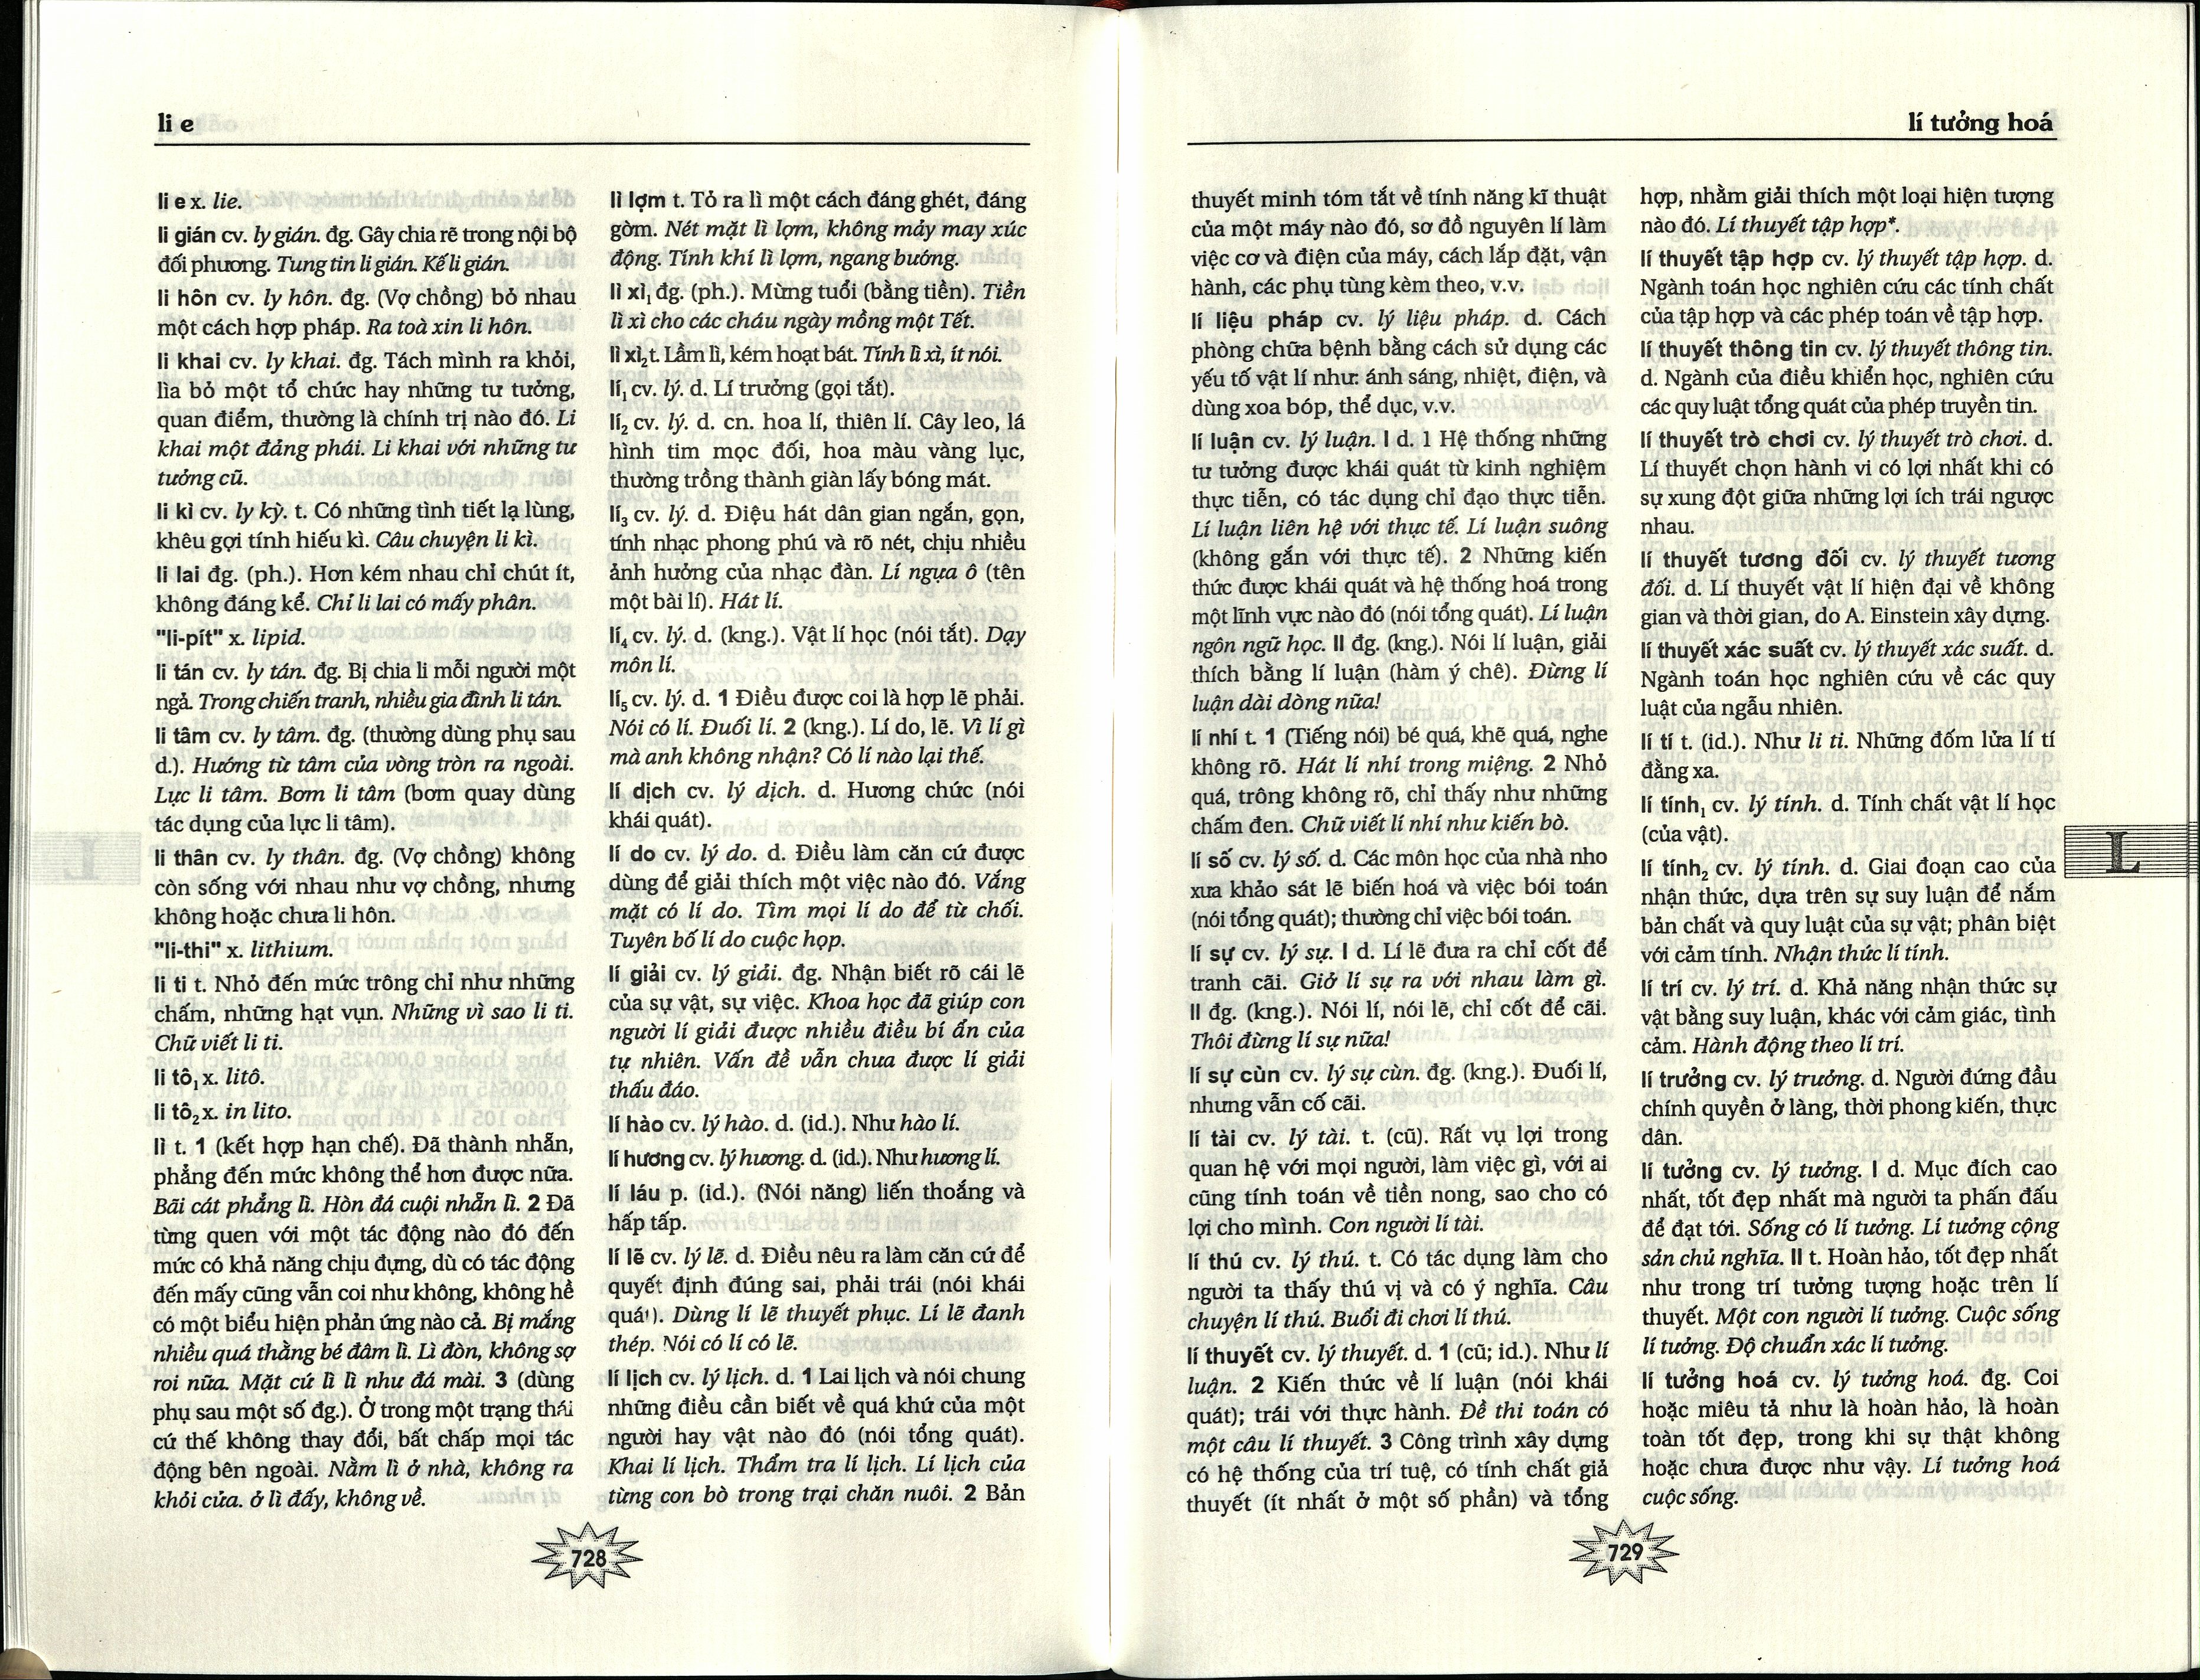 li e
li e x. lie.
li gián cv. ly gián. đg. Gây chia rẽ trong nội bộ
đối phương. Tung tin li gián. Kế li gián.
li hôn cv. ly hôn. đg. (Vợ chồng) bỏ nhau
một cách hợp pháp. Ra toà xin li hôn.
li khai cv. ly khai. đg. Tách mình ra khỏi,
lìa bỏ một tổ chức hay những tư tưởng,
quan điểm, thường là chính trị nào đó. Li
khai một đảng phái. Li khai với những tư
tưởng cũ.
li kì cv. ly kỳ. t. Có những tình tiết lạ lùng,
khêu gợi tính hiếu kì. Câu chuyện li kì.
li lai đg. (ph.). Hơn kém nhau chỉ chút ít,
không đáng kể. Chỉ li lai có mấy phân.
"li-pít" x. lipid.
li tán cv. ly tán. đg. Bị chia li mỗi người một
ngả. Trong chiến tranh, nhiều gia đình li tán.
li tâm cv. ly tâm. đg. (thường dùng phụ sau
d.). Hướng từ tâm của vòng tròn ra ngoài.
Lực li tâm. Bơm li tâm (bơm quay dùng
tác dụng của lực li tâm).
li thân cv. ly thân. đg. (Vợ chồng) không
còn sống với nhau như vợ chồng, nhưng
không hoặc chưa li hôn.
"li-thi" x. lithium.
li ti t. Nhỏ đến mức trông chỉ như những
chấm, những hạt vụn. Những vì sao li ti.
Chữ viết li ti.
li tô₁ x. litô.
li tô₂ x. in lito.
lì t. 1 (kết hợp hạn chế). Đã thành nhẵn,
phẳng đến mức không thể hơn được nữa.
Bãi cát phẳng lì. Hòn đá cuội nhẵn lì. 2 Đã
từng quen với một tác động nào đó đến
mức có khả năng chịu đựng, dù có tác động
đến mấy cũng vẫn coi như không, không hề
có một biểu hiện phản ứng nào cả. Bị mắng
nhiều quá thằng bé đâm lì. Lì đòn, không sợ
roi nữa. Mặt cứ lì lì như đá mài. 3 (dùng
phụ sau một số đg.). Ở trong một trạng thái
cứ thế không thay đổi, bất chấp mọi tác
động bên ngoài. Nằm lì ở nhà, không ra
khỏi cửa. ở lì đấy, không về.
lì lợm t. Tỏ ra lì một cách đáng ghét, đáng
gờm. Nét mặt lì lợm, không mảy may xúc
động. Tính khí lì lợm, ngang bướng.
lì xì₁ đg. (ph.). Mừng tuổi (bằng tiền). Tiền
lì xì cho các cháu ngày mồng một Tết.
lì xì₂ t. Lầm lì, kém hoạt bát. Tính lì xì, ít nói.
lí₁ cv. lý. d. Lí trưởng (gọi tắt).
lí₂ cv. lý. d. cn. hoa lí, thiên lí. Cây leo, lá
hình tim mọc đối, hoa màu vàng lục,
thường trồng thành giàn lấy bóng mát.
lí₃ cv. lý. d. Điệu hát dân gian ngắn, gọn,
tính nhạc phong phú và rõ nét, chịu nhiều
ảnh hưởng của nhạc đàn. Lí ngựa ô (tên
một bài lí). Hát lí.
lí₄ cv. lý. d. (kng.). Vật lí học (nói tắt). Dạy
môn lí.
lí₅ cv. lý. d. 1 Điều được coi là hợp lẽ phải.
Nói có lí. Đuối lí. 2 (kng.). Lí do, lẽ. Vì lí gì
mà anh không nhận? Có lí nào lại thế.
lí dịch cv. lý dịch. d. Hương chức (nói
khái quát).
lí do cv. lý do. d. Điều làm căn cứ được
dùng để giải thích một việc nào đó. Vắng
mặt có lí do. Tìm mọi lí do để từ chối.
Tuyên bố lí do cuộc họp.
lí giải cv. lý giải. đg. Nhận biết rõ cái lẽ
của sự vật, sự việc. Khoa học đã giúp con
người lí giải được nhiều điều bí ẩn của
tự nhiên. Vấn đề vẫn chưa được lí giải
thấu đáo.
lí hào cv. lý hào. d. (id.). Như hào lí.
lí hương cv. lý hương. d. (id.). Như hương lí.
lí láu p. (id.). (Nói năng) liến thoắng và
hấp tấp.
lí lẽ cv. lý lẽ. d. Điều nêu ra làm căn cứ để
quyết định đúng sai, phải trái (nói khái
quát). Dùng lí lẽ thuyết phục. Lí lẽ đanh
thép. Nói có lí có lẽ.
lí lịch cv. lý lịch. d. 1 Lai lịch và nói chung
những điều cần biết về quá khứ của một
người hay vật nào đó (nói tổng quát).
Khai lí lịch. Thẩm tra lí lịch. Lí lịch của
từng con bò trong trại chăn nuôi. 2 Bản
728
lí tưởng hoá
thuyết minh tóm tắt về tính năng kĩ thuật
của một máy nào đó, sơ đồ nguyên lí làm
việc cơ và điện của máy, cách lắp đặt, vận
hành, các phụ tùng kèm theo, v.v.
lí liệu pháp cv. lý liệu pháp. d. Cách
phòng chữa bệnh bằng cách sử dụng các
yếu tố vật lí như: ánh sáng, nhiệt, điện, và
dùng xoa bóp, thể dục, v.v.
lí luận cv. lý luận. I d. 1 Hệ thống những
tư tưởng được khái quát từ kinh nghiệm
thực tiễn, có tác dụng chỉ đạo thực tiễn.
Lí luận liên hệ với thực tế. Lí luận suông
(không gắn với thực tế). 2 Những kiến
thức được khái quát và hệ thống hoá trong
một lĩnh vực nào đó (nói tổng quát). Lí luận
ngôn ngữ học. II đg. (kng.). Nói lí luận, giải
thích bằng lí luận (hàm ý chê). Đừng lí
luận dài dòng nữa!
lí nhí t. 1 (Tiếng nói) bé quá, khẽ quá, nghe
không rõ. Hát lí nhí trong miệng. 2 Nhỏ
quá, trông không rõ, chỉ thấy như những
chấm đen. Chữ viết lí nhí như kiến bò.
lí số cv. lý số. d. Các môn học của nhà nho
xưa khảo sát lẽ biến hoá và việc bói toán
(nói tổng quát); thường chỉ việc bói toán.
lí sự cv. lý sự. I d. Lí lẽ đưa ra chỉ cốt để
tranh cãi. Giở lí sự ra với nhau làm gì.
II đg. (kng.). Nói lí, nói lẽ, chỉ cốt để cãi.
Thôi đừng lí sự nữa!
lí sự cùn cv. lý sự cùn. đg. (kng.). Đuối lí,
nhưng vẫn cố cãi.
lí tài cv. lý tài. t. (cũ). Rất vụ lợi trong
quan hệ với mọi người, làm việc gì, với ai
cũng tính toán về tiền nong, sao cho có
lợi cho mình. Con người lí tài.
lí thú cv. lý thú. t. Có tác dụng làm cho
người ta thấy thú vị và có ý nghĩa. Câu
chuyện lí thú. Buổi đi chơi lí thú.
lí thuyết cv. lý thuyết. d. 1 (cũ; id.). Như lí
luận. 2 Kiến thức về lí luận (nói khái
quát); trái với thực hành. Đề thi toán có
một câu lí thuyết. 3 Công trình xây dựng
có hệ thống của trí tuệ, có tính chất giả
thuyết (ít nhất ở một số phần) và tổng
hợp, nhằm giải thích một loại hiện tượng
nào đó. Lí thuyết tập hợp*.
lí thuyết tập hợp cv. lý thuyết tập hợp. d.
Ngành toán học nghiên cứu các tính chất
của tập hợp và các phép toán về tập hợp.
lí thuyết thông tin cv. lý thuyết thông tin.
d. Ngành của điều khiển học, nghiên cứu
các quy luật tổng quát của phép truyền tin.
lí thuyết trò chơi cv. lý thuyết trò chơi. d.
Lí thuyết chọn hành vi có lợi nhất khi có
sự xung đột giữa những lợi ích trái ngược
nhau.
lí thuyết tương đối cv. lý thuyết tương
đối. d. Lí thuyết vật lí hiện đại về không
gian và thời gian, do A. Einstein xây dựng.
lí thuyết xác suất cv. lý thuyết xác suất. d.
Ngành toán học nghiên cứu về các quy
luật của ngẫu nhiên.
lí tí t. (id.). Như li ti. Những đốm lửa lí tí
đằng xa.
lí tính₁ cv. lý tính. d. Tính chất vật lí học
(của vật).
lí tính₂ cv. lý tính. d. Giai đoạn cao của
nhận thức, dựa trên sự suy luận để nắm
bản chất và quy luật của sự vật; phân biệt
với cảm tính. Nhận thức lí tính.
lí trí cv. lý trí. d. Khả năng nhận thức sự
vật bằng suy luận, khác với cảm giác, tình
cảm. Hành động theo lí trí.
lí trưởng cv. lý trưởng. d. Người đứng đầu
chính quyền ở làng, thời phong kiến, thực
dân.
lí tưởng cv. lý tưởng. I d. Mục đích cao
nhất, tốt đẹp nhất mà người ta phấn đấu
để đạt tới. Sống có lí tưởng. Lí tưởng cộng
sản chủ nghĩa. II t. Hoàn hảo, tốt đẹp nhất
như trong trí tưởng tượng hoặc trên lí
thuyết. Một con người lí tưởng. Cuộc sống
lí tưởng. Độ chuẩn xác lí tưởng.
lí tưởng hoá cv. lý tưởng hoá. đg. Coi
hoặc miêu tả như là hoàn hảo, là hoàn
toàn tốt đẹp, trong khi sự thật không
hoặc chưa được như vậy. Lí tưởng hoá
cuộc sống.
L
729